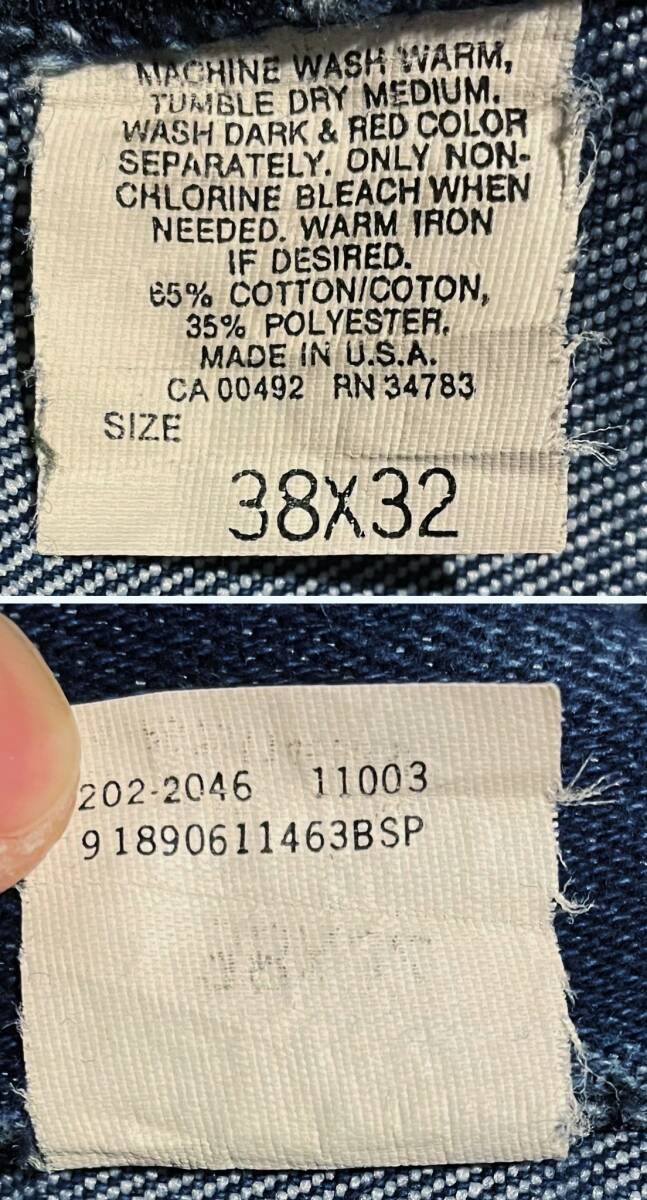 MACHINE WASH WARM,
TUMBLE DRY MEDIUM.
WASH DARK & RED COLOR
SEPARATELY. ONLY NON-
CHLORINE BLEACH WHEN
NEEDED. WARM IRON
IF DESIRED.
65% COTTON/COTON,
35% POLYESTER.
MADE IN U.S.A.
CA 00492 RN 34783
SIZE
38X32
202-2046 11003
9 1890611463BSP